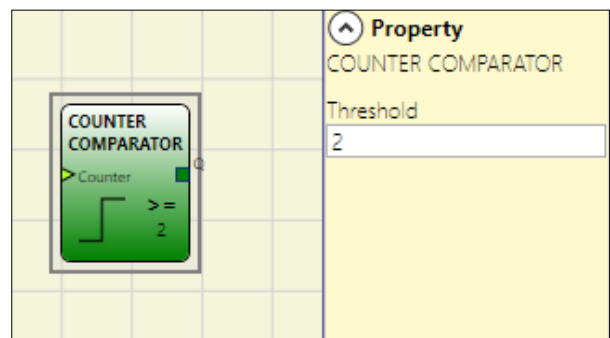 COUNTER
COMPARATOR
Q
Counter
>=
2
Property
COUNTER COMPARATOR
Threshold
2